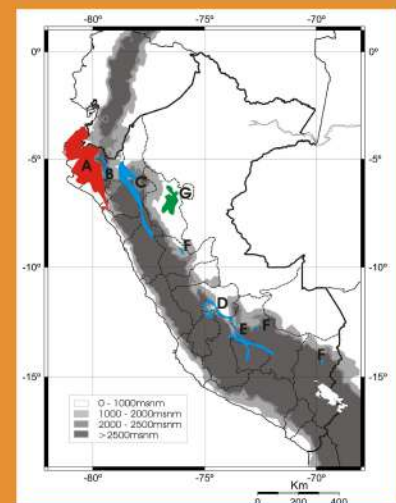 -80° -75° -70°
0° 0°
-5° A B C G -5°
F
-10° -10°
D
E F
F
-15° -15°
0 - 1000msnm
1000 - 2000msnm
2000 - 2500msnm
>2500msnm
-80° -75° -70°
Km
0 200 400